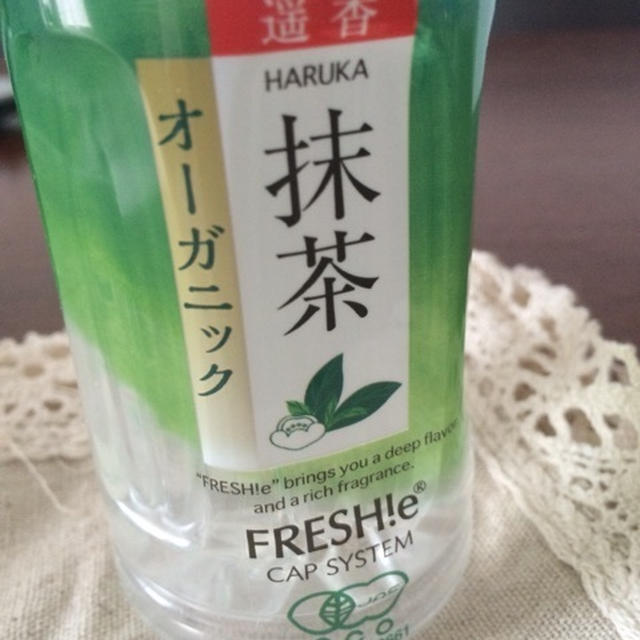 遥香
HARUKA
抹茶
オーガニック
"FRESH!e" brings you a deep flavor
and a rich fragrance.
FRESH!e®
CAP SYSTEM